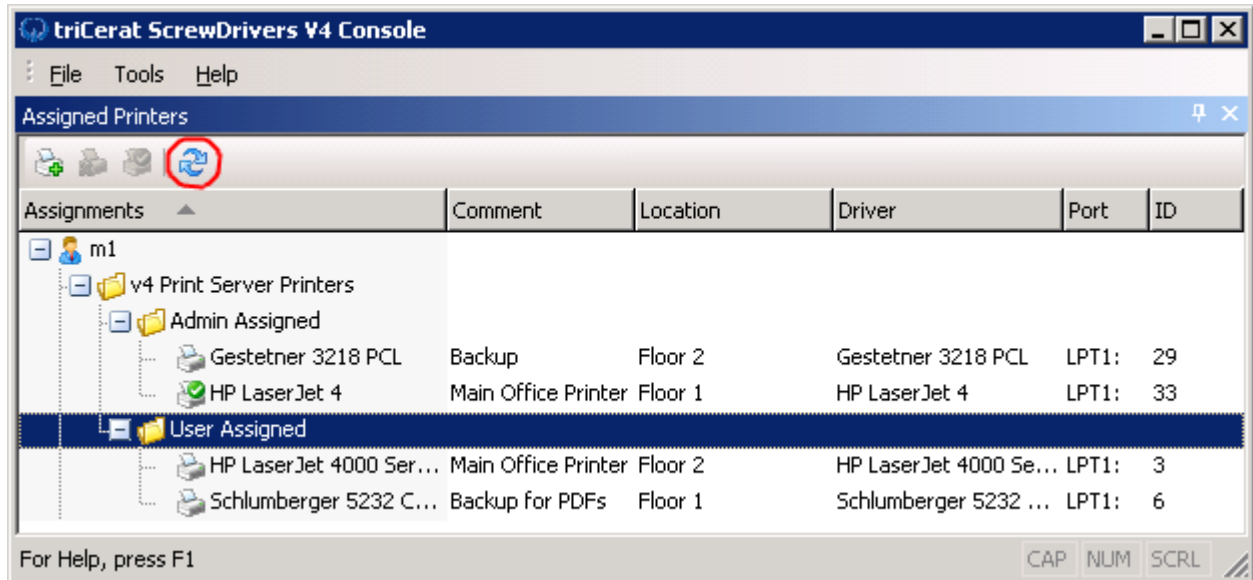 triCerat ScrewDrivers V4 Console
File Tools Help
Assigned Printers
Assignments Comment Location Driver Port ID
m1
v4 Print Server Printers
Admin Assigned
Gestetner 3218 PCL Backup Floor 2 Gestetner 3218 PCL LPT1: 29
HP LaserJet 4 Main Office Printer Floor 1 HP LaserJet 4 LPT1: 33
User Assigned
HP LaserJet 4000 Ser... Main Office Printer Floor 2 HP LaserJet 4000 Se... LPT1: 3
Schlumberger 5232 C... Backup for PDFs Floor 1 Schlumberger 5232 ... LPT1: 6
For Help, press F1 CAP NUM SCRL